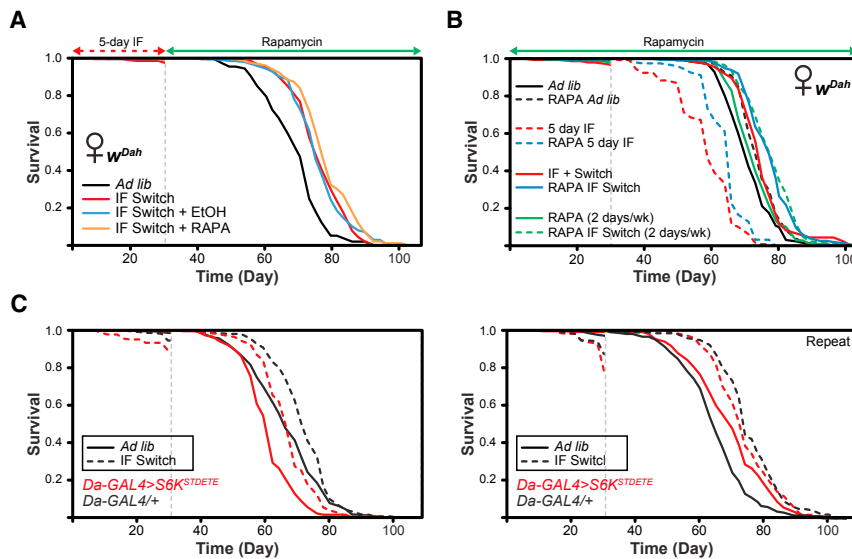 A
5-day IF
Rapamycin
1.0
0.8
0.6
0.4
0.2
Survival
♀ wDah
Ad lib
IF Switch
IF Switch + EtOH
IF Switch + RAPA
20
40
60
80
100
Time (Day)
B
Rapamycin
1.0
0.8
0.6
0.4
0.2
Survival
Ad lib
RAPA Ad lib
5 day IF
RAPA 5 day IF
IF + Switch
RAPA IF Switch
RAPA (2 days/wk)
RAPA IF Switch (2 days/wk)
♀ wDah
20
40
60
80
100
Time (Day)
C
1.0
0.8
0.6
0.4
0.2
Survival
Ad lib
IF Switch
Da-GAL4>S6KSTDETE
Da-GAL4/+
20
40
60
80
100
Time (Day)
Repeat
1.0
0.8
0.6
0.4
0.2
Survival
Ad lib
IF Switch
Da-GAL4>S6KSTDETE
Da-GAL4/+
20
40
60
80
100
Time (Day)